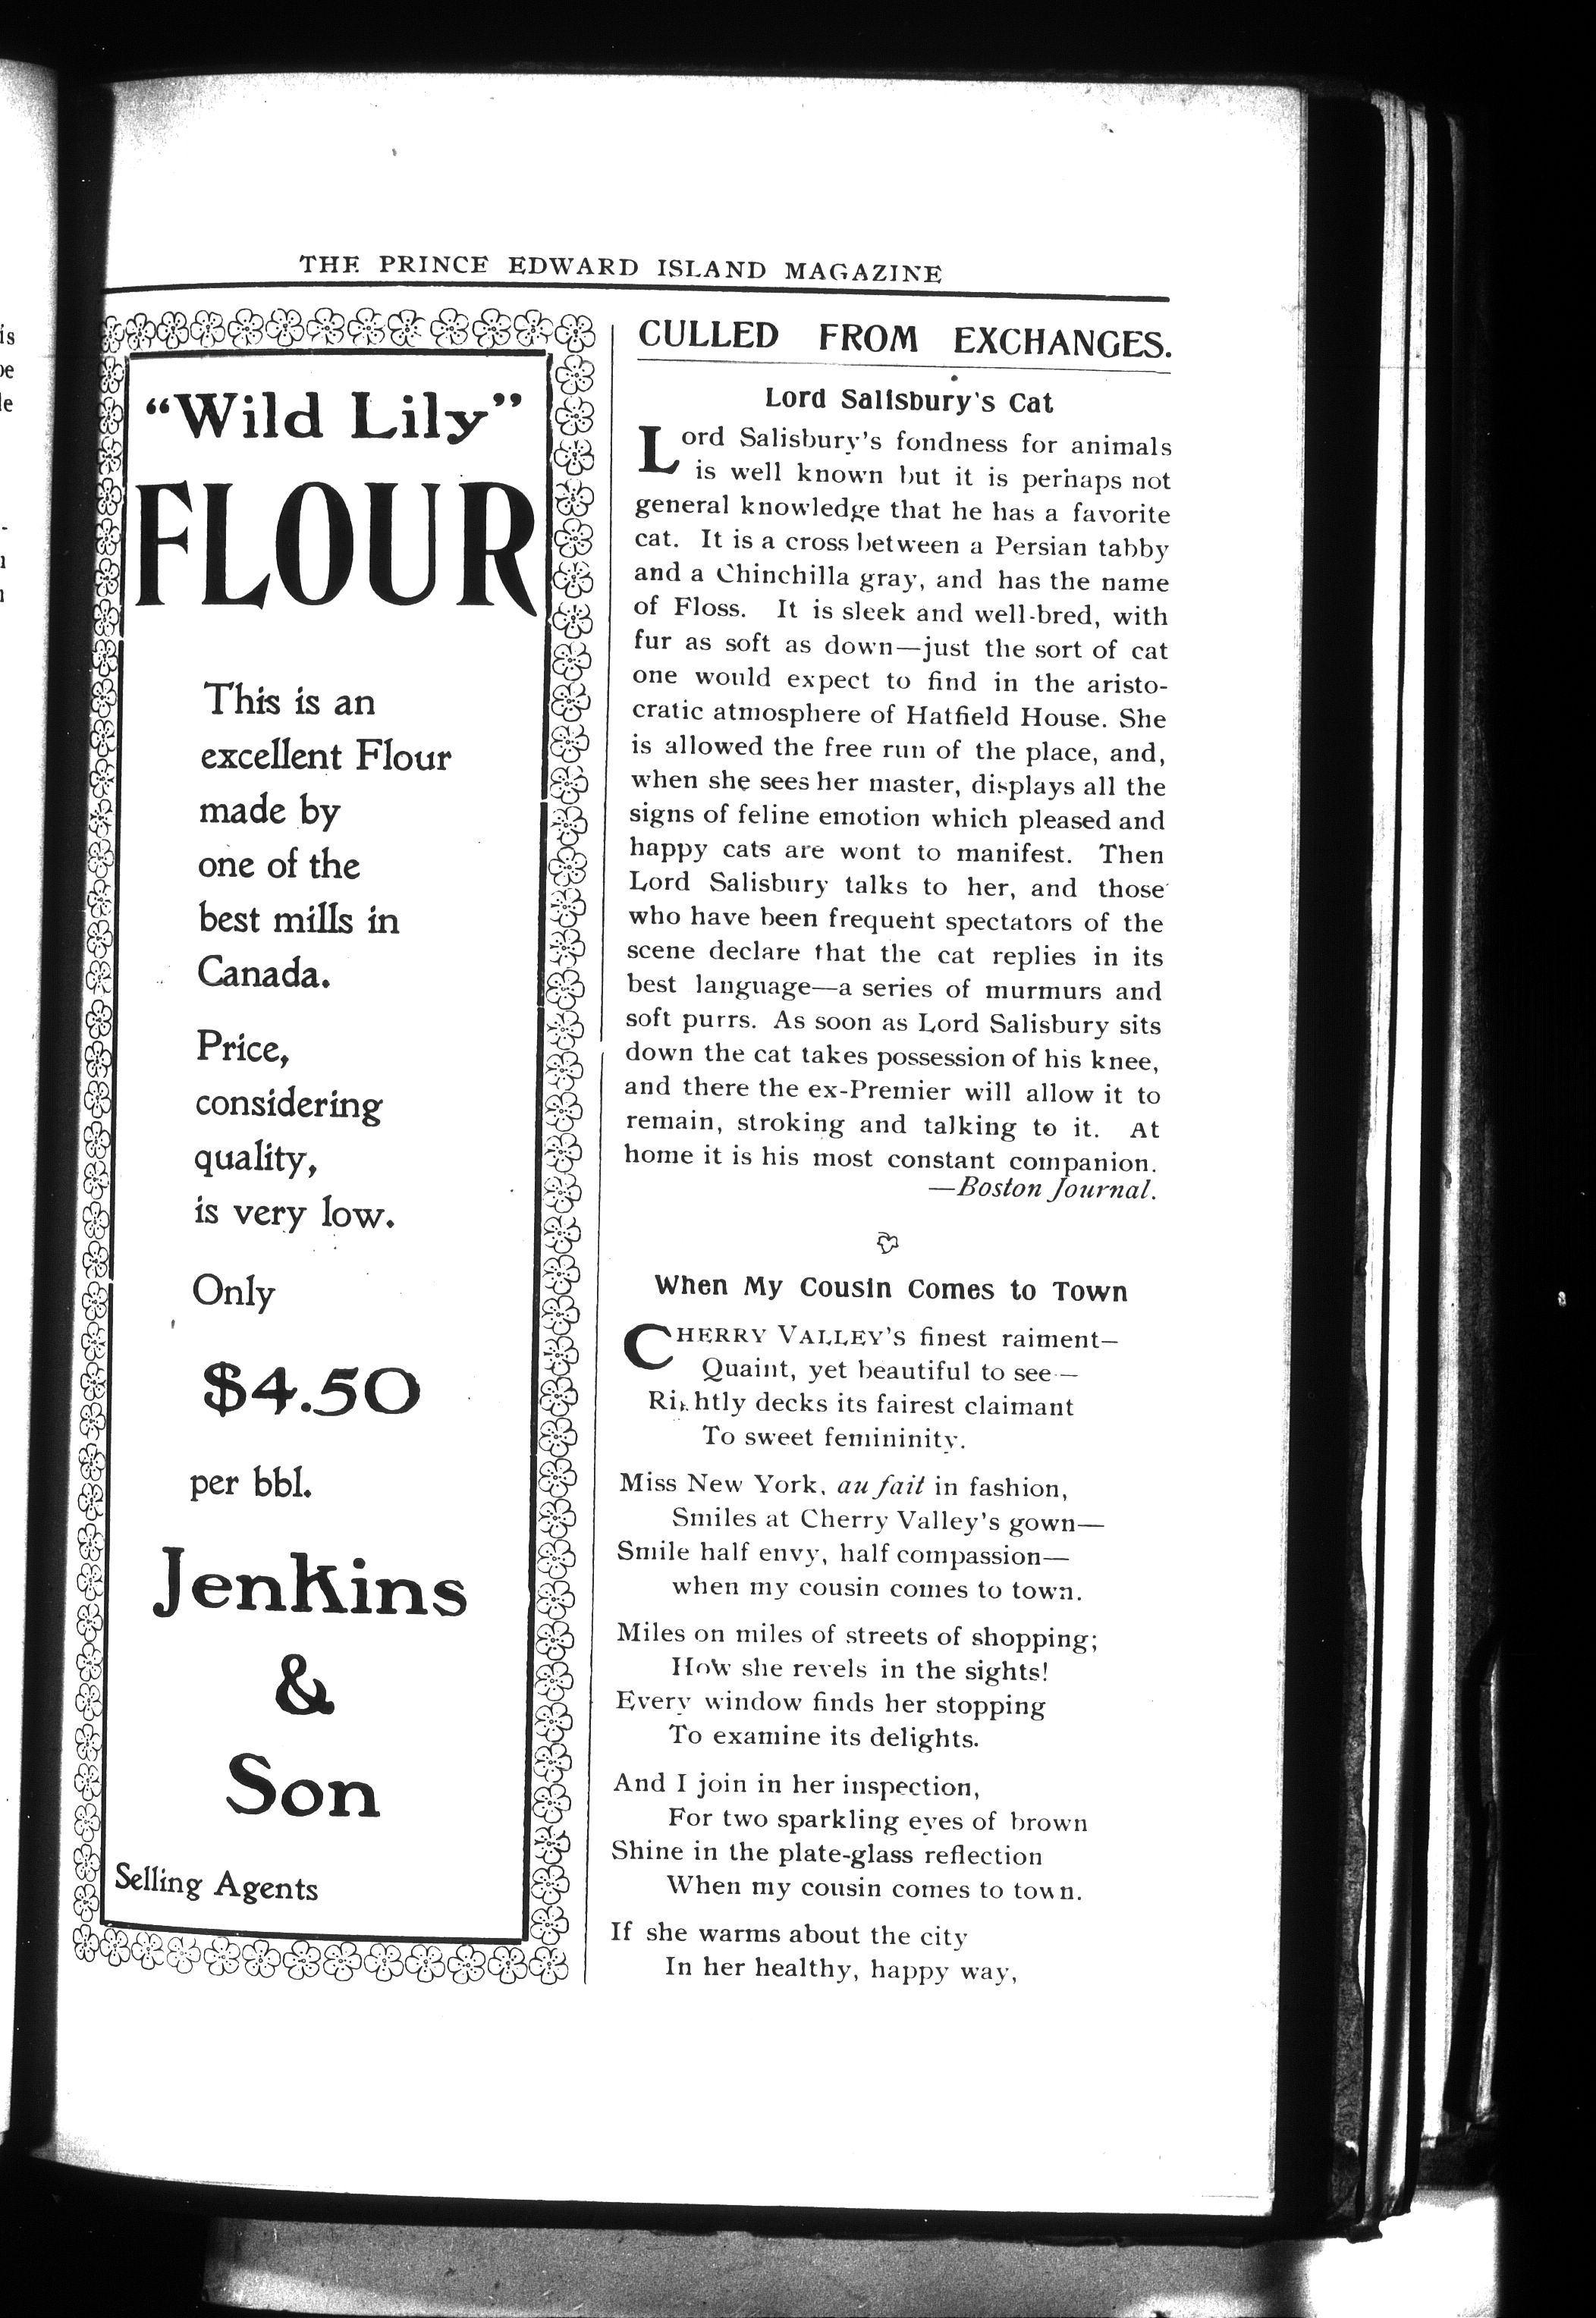 THE PRINCE EDWARD ISLAND MAGAZINE
"Wild Lily"
FLOUR
This is an
excellent Flour
made by
one of the
best mills in
Canada.
Price,
considering
quality,
is very low.
Only
$4.50
per bbl.
Jenkins
&
Son
Selling Agents
CULLED FROM EXCHANGES.
Lord Salisbury's Cat
Lord Salisbury's fondness for animals
is well known but it is perhaps not
general knowledge that he has a favorite
cat. It is a cross between a Persian tabby
and a Chinchilla gray, and has the name
of Floss. It is sleek and well-bred, with
fur as soft as down—just the sort of cat
one would expect to find in the aristo-
cratic atmosphere of Hatfield House. She
is allowed the free run of the place, and,
when she sees her master, displays all the
signs of feline emotion which pleased and
happy cats are wont to manifest. Then
Lord Salisbury talks to her, and those
who have been frequent spectators of the
scene declare that the cat replies in its
best language—a series of murmurs and
soft purrs. As soon as Lord Salisbury sits
down the cat takes possession of his knee,
and there the ex-Premier will allow it to
remain, stroking and talking to it. At
home it is his most constant companion.
—Boston Journal.
When My Cousin Comes to Town
CHERRY VALLEY'S finest raiment—
Quaint, yet beautiful to see—
Rightly decks its fairest claimant
To sweet femininity.
Miss New York, au fait in fashion,
Smiles at Cherry Valley's gown—
Smile half envy, half compassion—
when my cousin comes to town.
Miles on miles of streets of shopping;
How she revels in the sights!
Every window finds her stopping
To examine its delights.
And I join in her inspection,
For two sparkling eyes of brown
Shine in the plate-glass reflection
When my cousin comes to town.
If she warms about the city
In her healthy, happy way,